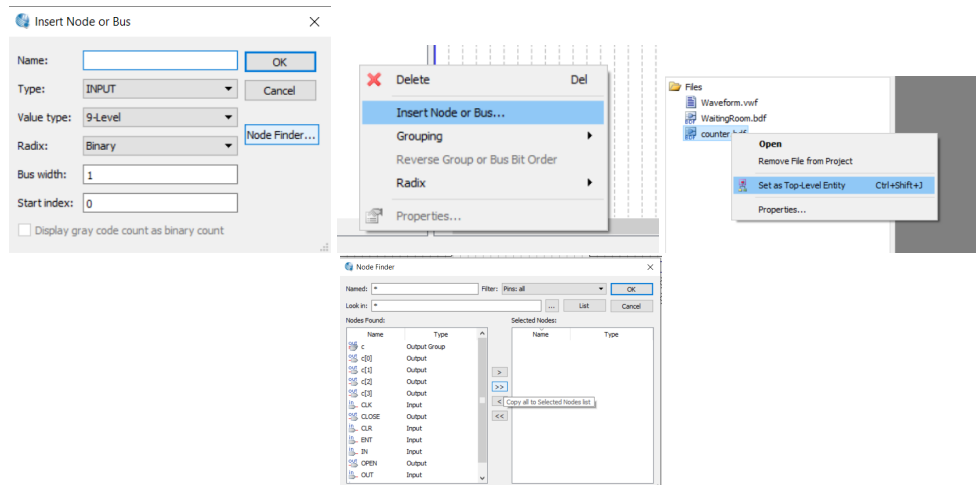 Insert Node or Bus
Name:
OK
Type:
INPUT
Cancel
Value type:
9-Level
Node Finder...
Radix:
Binary
Bus width:
1
Start index:
0
Display gray code count as binary count
Delete
Del
Insert Node or Bus...
Grouping
Reverse Group or Bus Bit Order
Radix
Properties...
Files
Waveform.vwf
WaitingRoom.bdf
counter.bdf
Open
Remove File from Project
Set as Top-Level Entity
Ctrl+Shift+J
Properties...
Node Finder
Named:
*
Filter:
Pins: all
OK
Look in:
*
...
List
Cancel
Nodes Found:
Selected Nodes:
Name
Type
Name
Type
c
Output Group
c[0]
Output
c[1]
Output
c[2]
Output
c[3]
Output
CLK
Input
CLOSE
Output
CLR
Input
ENT
Input
IN
Input
OPEN
Output
OUT
Input
>
>>
<
Copy all to Selected Nodes list
<<